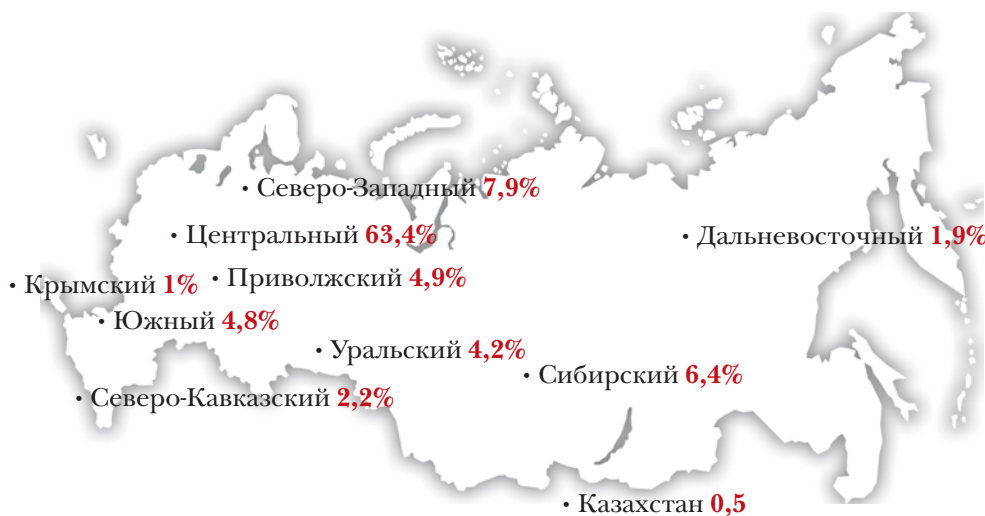 • Северо-Западный 7,9%
• Центральный 63,4%
• Дальневосточный 1,9%
• Крымский 1%
• Приволжский 4,9%
• Южный 4,8%
• Уральский 4,2%
• Сибирский 6,4%
• Северо-Кавказский 2,2%
• Казахстан 0,5